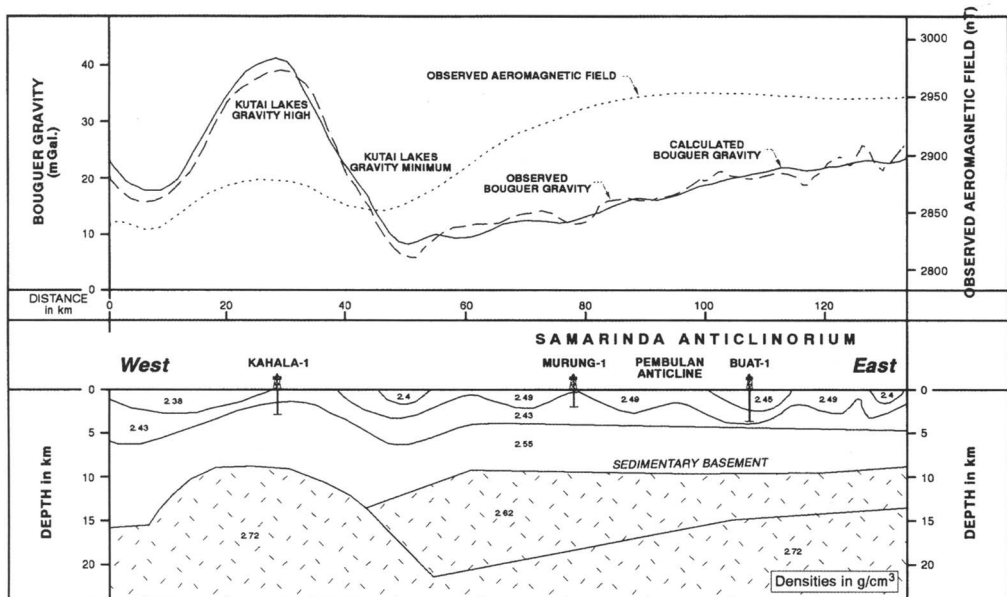 BOUGUER GRAVITY
(mGal.)
40
30
20
10
0
3000
2950
2900
2850
2800
OBSERVED AEROMAGNETIC FIELD (nT)
OBSERVED AEROMAGNETIC FIELD
KUTAI LAKES
GRAVITY HIGH
KUTAI LAKES
GRAVITY MINIMUM
CALCULATED
BOUGUER GRAVITY
OBSERVED
BOUGUER GRAVITY
DISTANCE
in km
0 20 40 60 80 100 120
SAMARINDA ANTICLINORIUM
West
KAHALA-1
MURUNG-1
PEMBULAN
ANTICLINE
BUAT-1
East
DEPTH in km
0
5
10
15
20
2.38
2.4
2.49
2.49
2.45
2.49
2.4
2.43
2.43
2.55
SEDIMENTARY BASEMENT
2.62
2.72
2.72
Densities in g/cm³
0
5
10
15
20
DEPTH in km